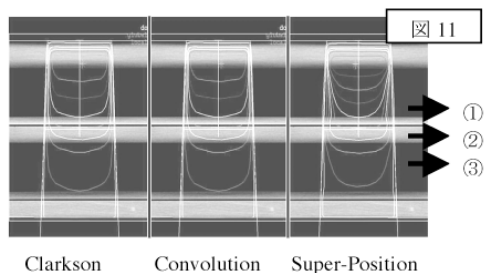 図 11
①
②
③
Clarkson Convolution Super-Position